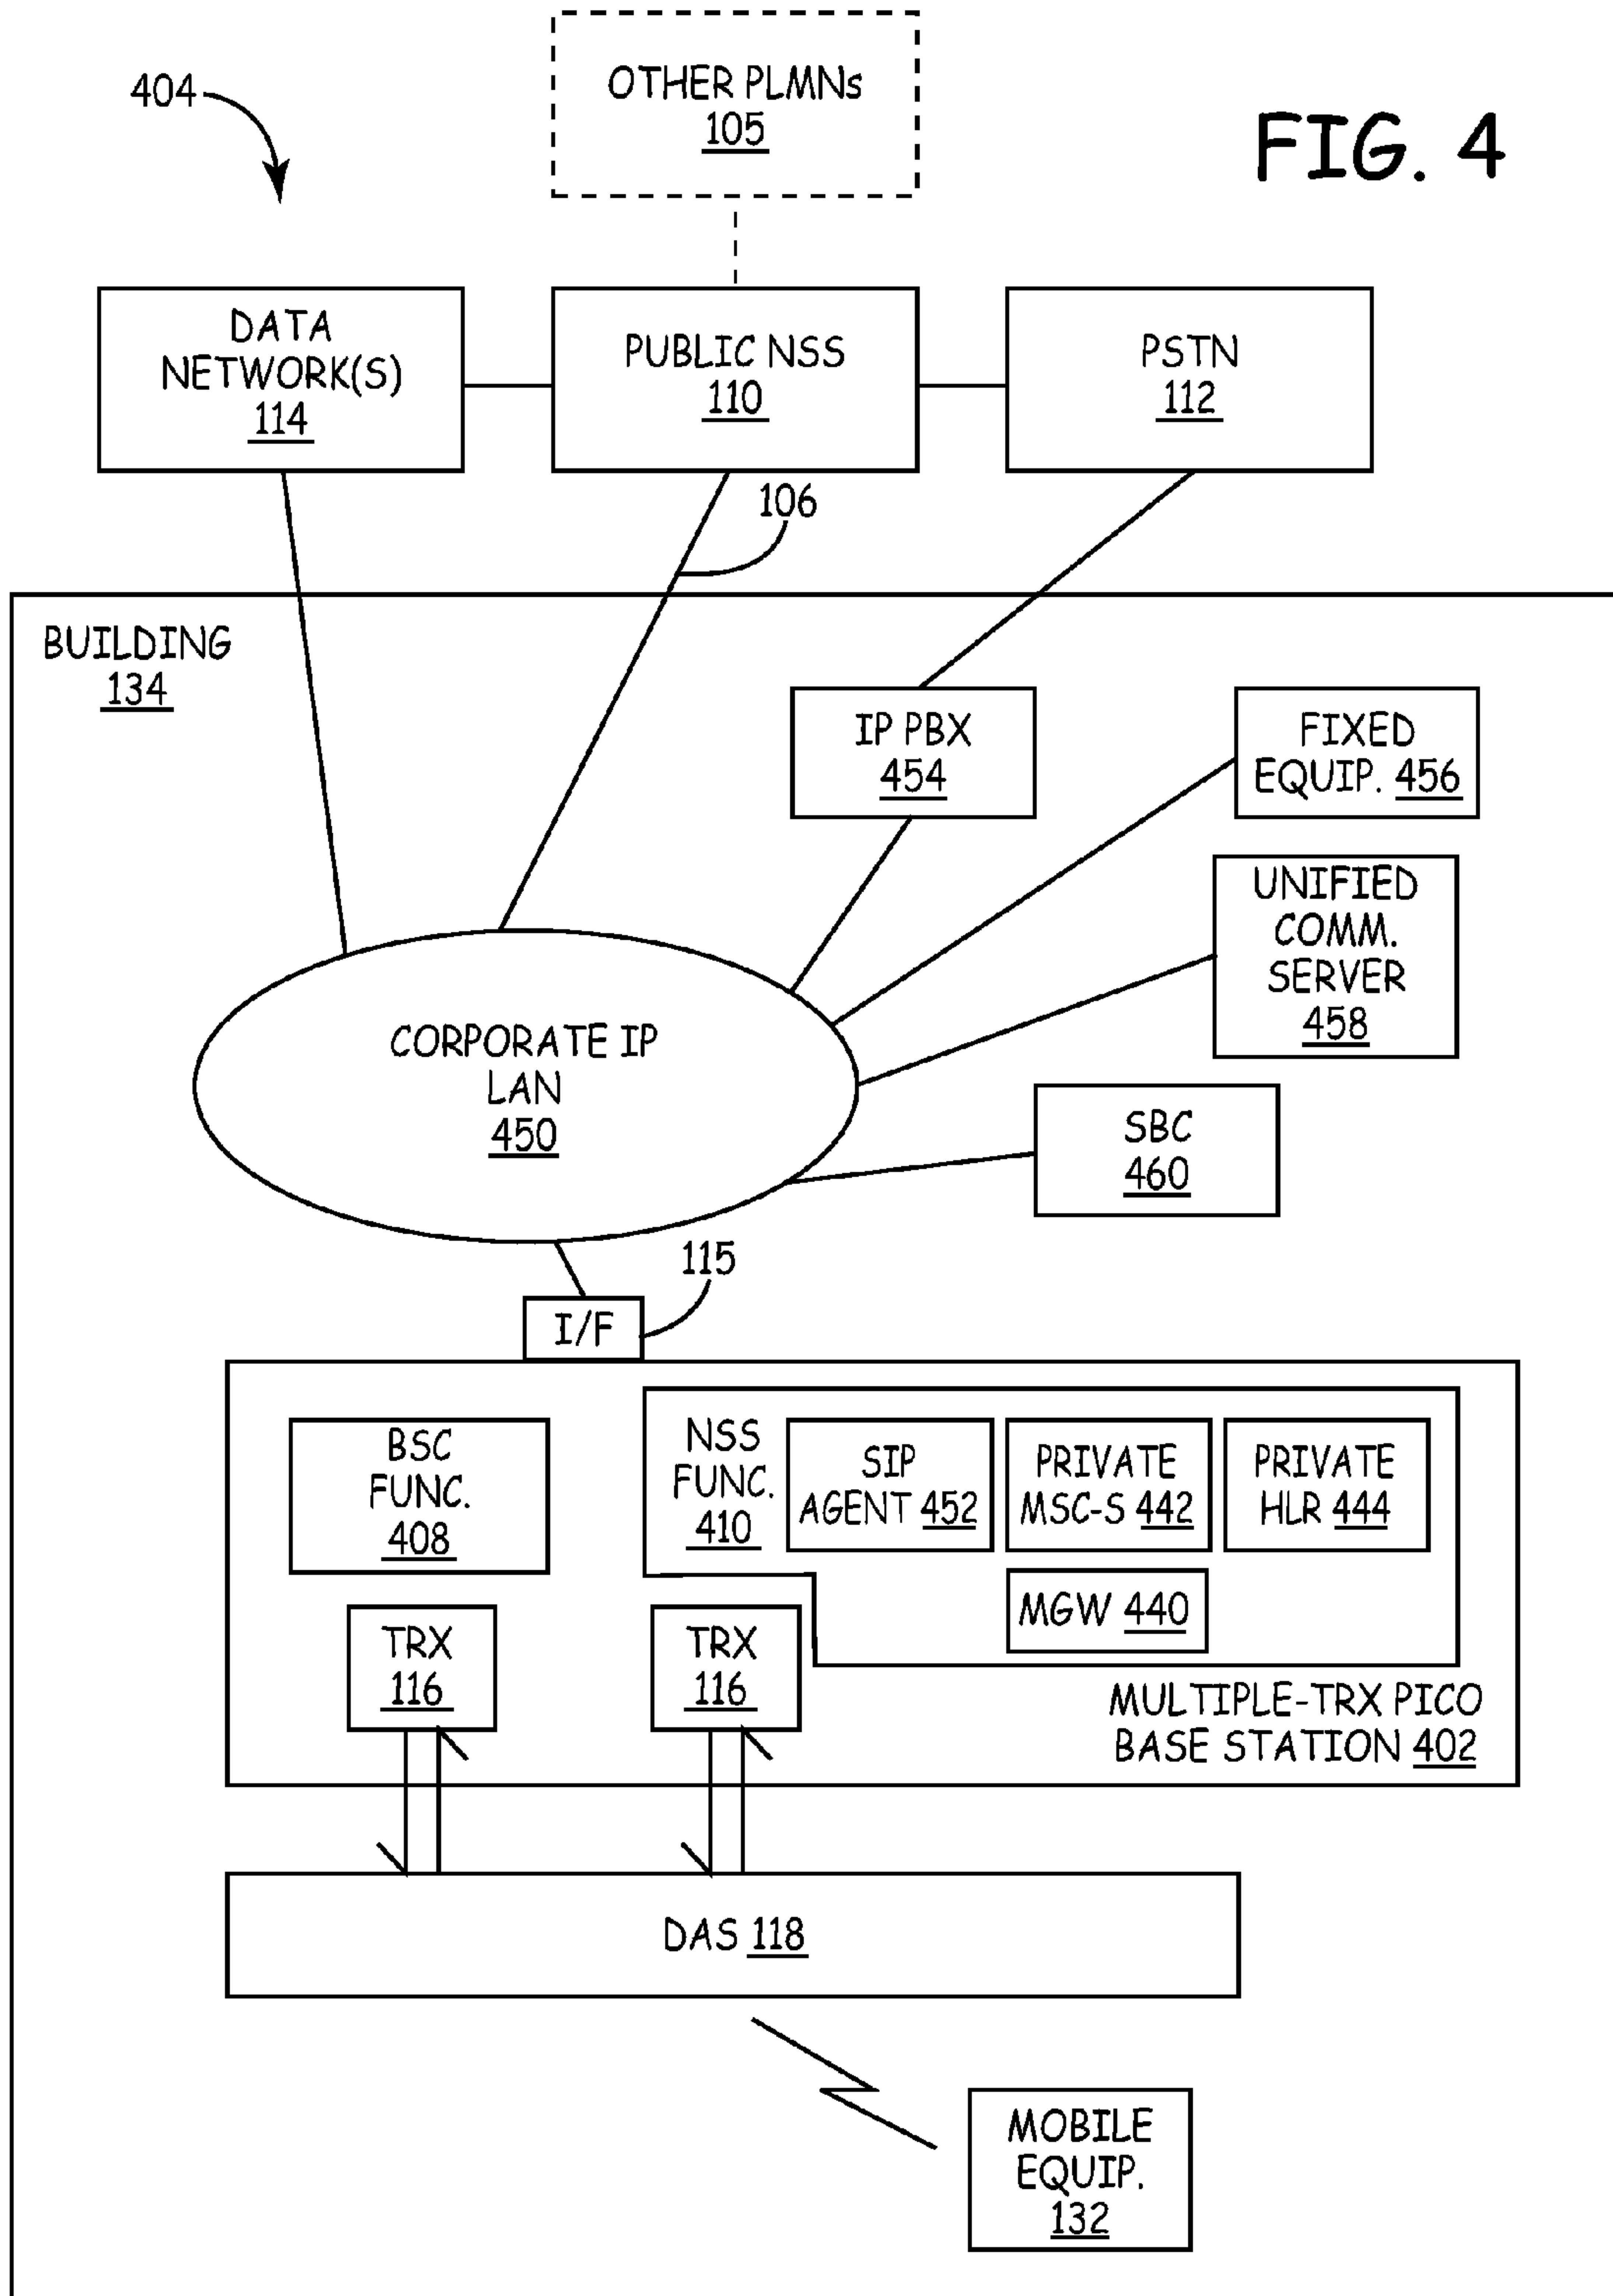 404
OTHER PLMNs
105
FIG. 4
DATA
NETWORK(S)
114
PUBLIC NSS
110
PSTN
112
106
BUILDING
134
IP PBX
454
FIXED
EQUIP. 456
UNIFIED
COMM.
SERVER
458
CORPORATE IP
LAN
450
SBC
460
115
I/F
BSC
FUNC.
408
NSS
FUNC.
410
SIP
AGENT 452
PRIVATE
MSC-S 442
PRIVATE
HLR 444
MGW 440
TRX
116
TRX
116
MULTIPLE-TRX PICO
BASE STATION 402
DAS 118
MOBILE
EQUIP.
132